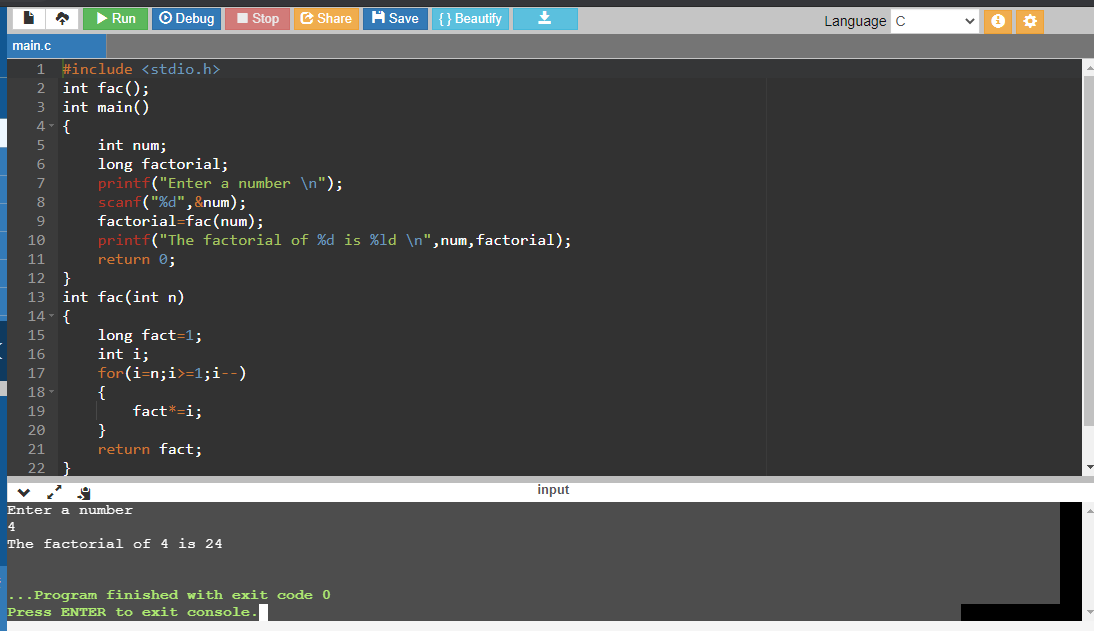 Run Debug Stop Share Save { } Beautify Language C
main.c
1 #include <stdio.h>
2 int fac();
3 int main()
4 {
5 int num;
6 long factorial;
7 printf("Enter a number \n");
8 scanf("%d",&num);
9 factorial=fac(num);
10 printf("The factorial of %d is %ld \n",num,factorial);
11 return 0;
12 }
13 int fac(int n)
14 {
15 long fact=1;
16 int i;
17 for(i=n;i>=1;i--)
18 {
19 fact*=i;
20 }
21 return fact;
22 }
input
Enter a number
4
The factorial of 4 is 24
...Program finished with exit code 0
Press ENTER to exit console.